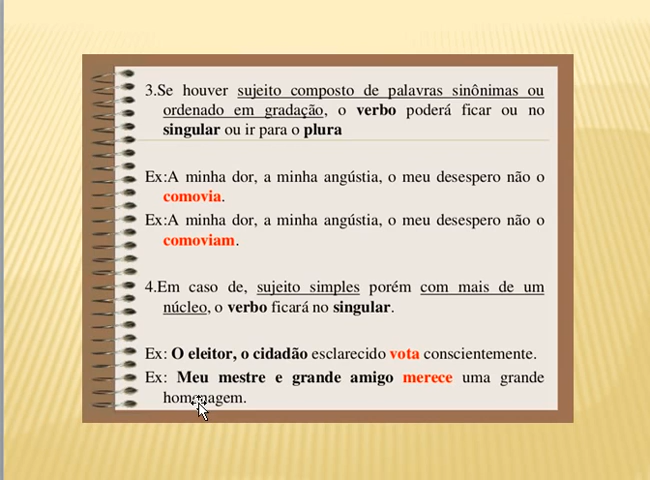 3.Se houver sujeito composto de palavras sinônimas ou
ordenado em gradação, o verbo poderá ficar ou no
singular ou ir para o plura
Ex:A minha dor, a minha angústia, o meu desespero não o
comovia.
Ex:A minha dor, a minha angústia, o meu desespero não o
comoviam.
4.Em caso de, sujeito simples porém com mais de um
núcleo, o verbo ficará no singular.
Ex: O eleitor, o cidadão esclarecido vota conscientemente.
Ex: Meu mestre e grande amigo merece uma grande
homenagem.